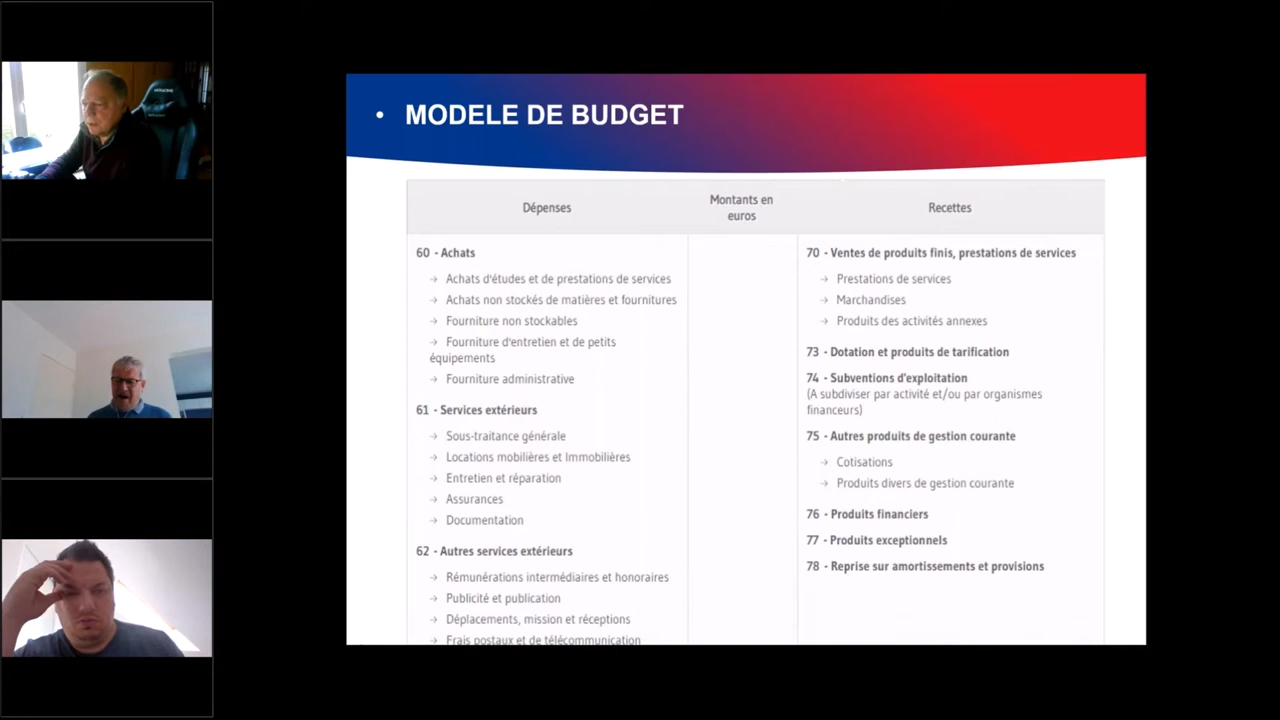 • MODELE DE BUDGET
Dépenses
Montants en
euros
Recettes
60 - Achats
→ Achats d'études et de prestations de services
→ Achats non stockés de matières et fournitures
→ Fourniture non stockables
→ Fourniture d'entretien et de petits
équipements
→ Fourniture administrative
61 - Services extérieurs
→ Sous-traitance générale
→ Locations mobilières et Immobilières
→ Entretien et réparation
→ Assurances
→ Documentation
62 - Autres services extérieurs
→ Rémunérations intermédiaires et honoraires
→ Publicité et publication
→ Déplacements, mission et réceptions
→ Frais postaux et de télécommunication
70 - Ventes de produits finis, prestations de services
→ Prestations de services
→ Marchandises
→ Produits des activités annexes
73 - Dotation et produits de tarification
74 - Subventions d'exploitation
(A subdiviser par activité et/ou par organismes
financeurs)
75 - Autres produits de gestion courante
→ Cotisations
→ Produits divers de gestion courante
76 - Produits financiers
77 - Produits exceptionnels
78 - Reprise sur amortissements et provisions